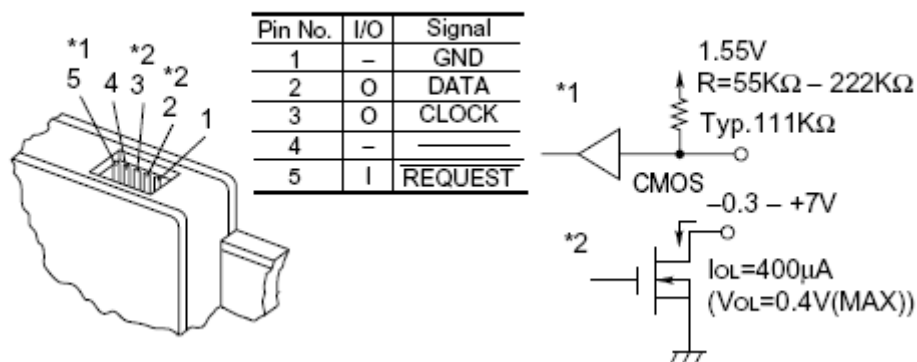 *1
5
4
*2
3
*2
2
1
Pin No. I/O Signal
1 – GND
2 O DATA
3 O CLOCK
4 – ———
5 I R̅E̅Q̅U̅E̅S̅T̅
*1
1.55V
R=55KΩ – 222KΩ
Typ.111KΩ
CMOS
–0.3 – +7V
*2
IOL=400µA
(VOL=0.4V(MAX))